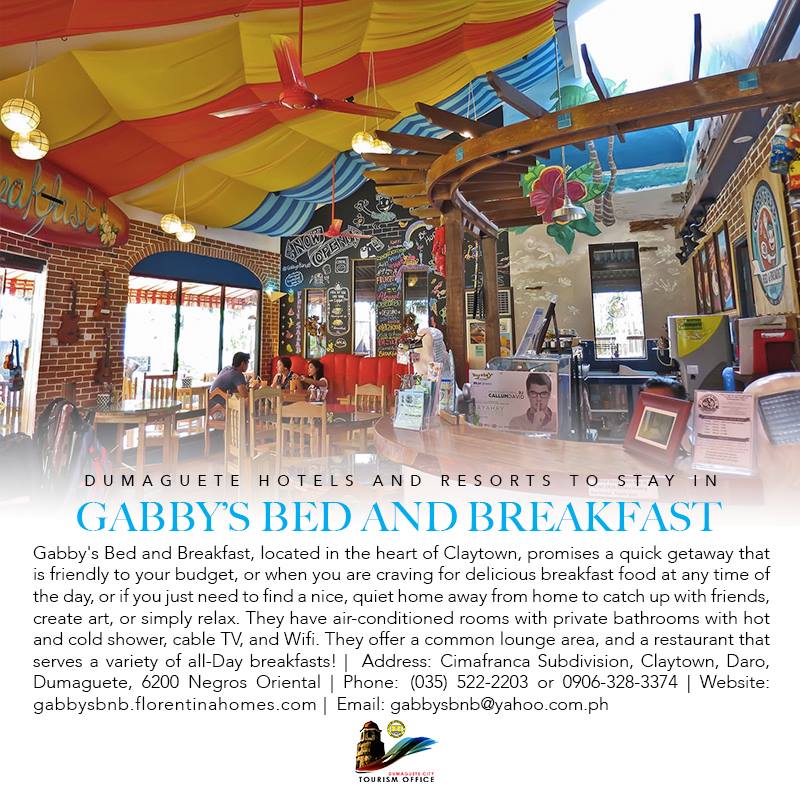 eakfast
NOW
OPEN
CALLUMDAVID
DUMAGUETE HOTELS AND RESORTS TO STAY IN
GABBY'S BED AND BREAKFAST
Gabby's Bed and Breakfast, located in the heart of Claytown, promises a quick getaway that
is friendly to your budget, or when you are craving for delicious breakfast food at any time of
the day, or if you just need to find a nice, quiet home away from home to catch up with friends,
create art, or simply relax. They have air-conditioned rooms with private bathrooms with hot
and cold shower, cable TV, and Wifi. They offer a common lounge area, and a restaurant that
serves a variety of all-Day breakfasts! | Address: Cimafranca Subdivision, Claytown, Daro,
Dumaguete, 6200 Negros Oriental | Phone: (035) 522-2203 or 0906-328-3374 | Website:
gabbysbnb.florentinahomes.com | Email: gabbysbnb@yahoo.com.ph
DUMAGUETE CITY
TOURISM OFFICE